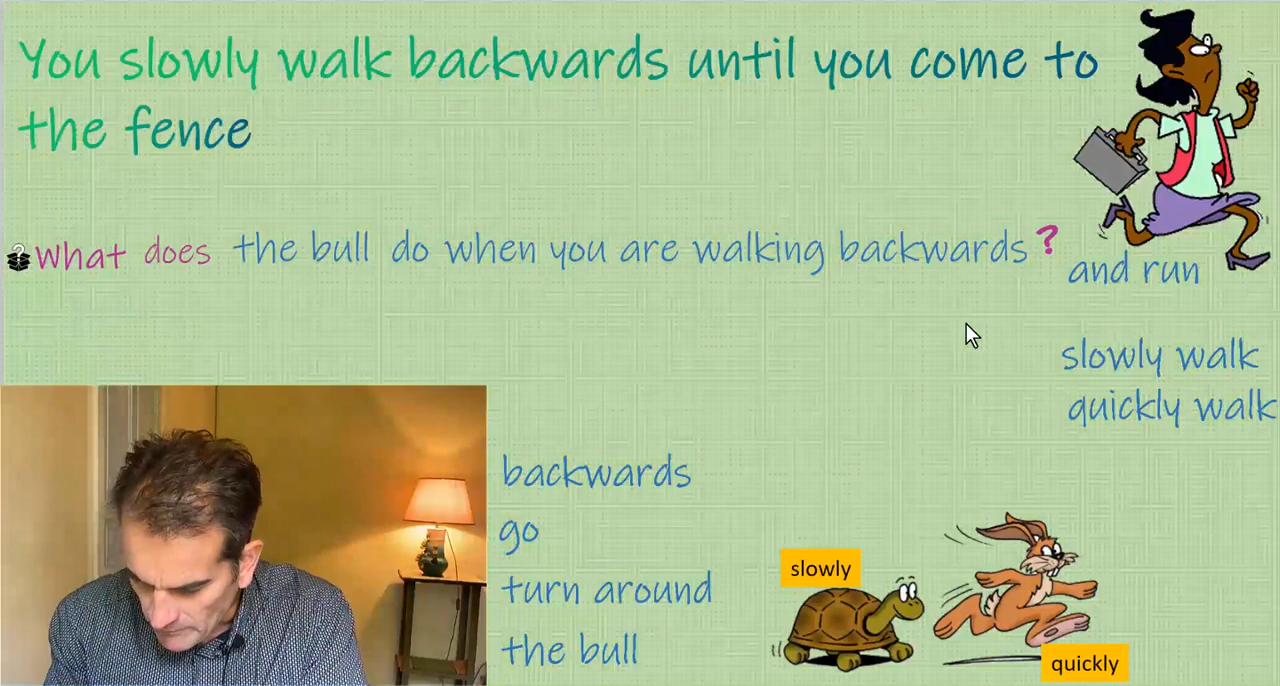 You slowly walk backwards until you come to
the fence
What does the bull do when you are walking backwards?
and run
slowly walk
quickly walk
backwards
go
turn around
the bull
slowly
quickly